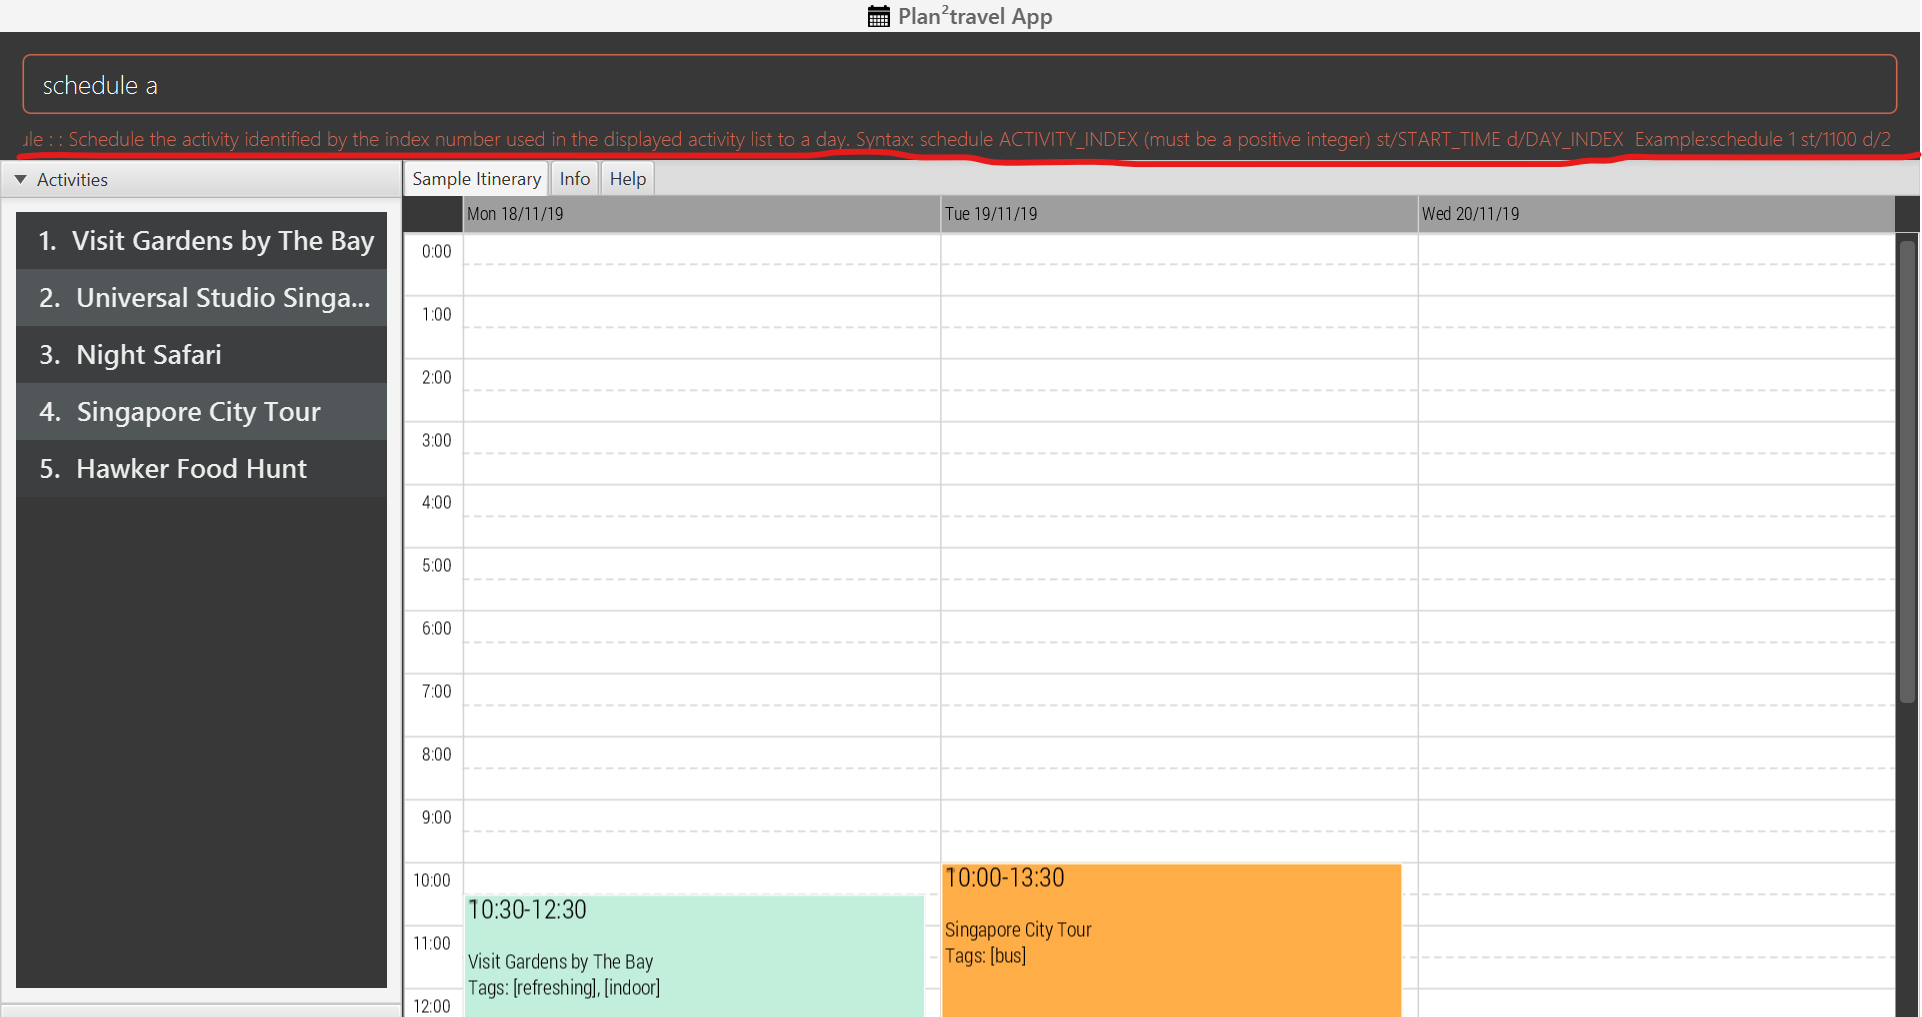 Plan²travel App
schedule a
ule : : Schedule the activity identified by the index number used in the displayed activity list to a day. Syntax: schedule ACTIVITY_INDEX (must be a positive integer) st/START_TIME d/DAY_INDEX  Example:schedule 1 st/1100 d/2
Activities
Sample Itinerary
Info
Help
1. Visit Gardens by The Bay
2. Universal Studio Singa...
3. Night Safari
4. Singapore City Tour
5. Hawker Food Hunt
Mon 18/11/19
Tue 19/11/19
Wed 20/11/19
0:00
1:00
2:00
3:00
4:00
5:00
6:00
7:00
8:00
9:00
10:00
11:00
12:00
10:30-12:30
Visit Gardens by The Bay
Tags: [refreshing], [indoor]
10:00-13:30
Singapore City Tour
Tags: [bus]